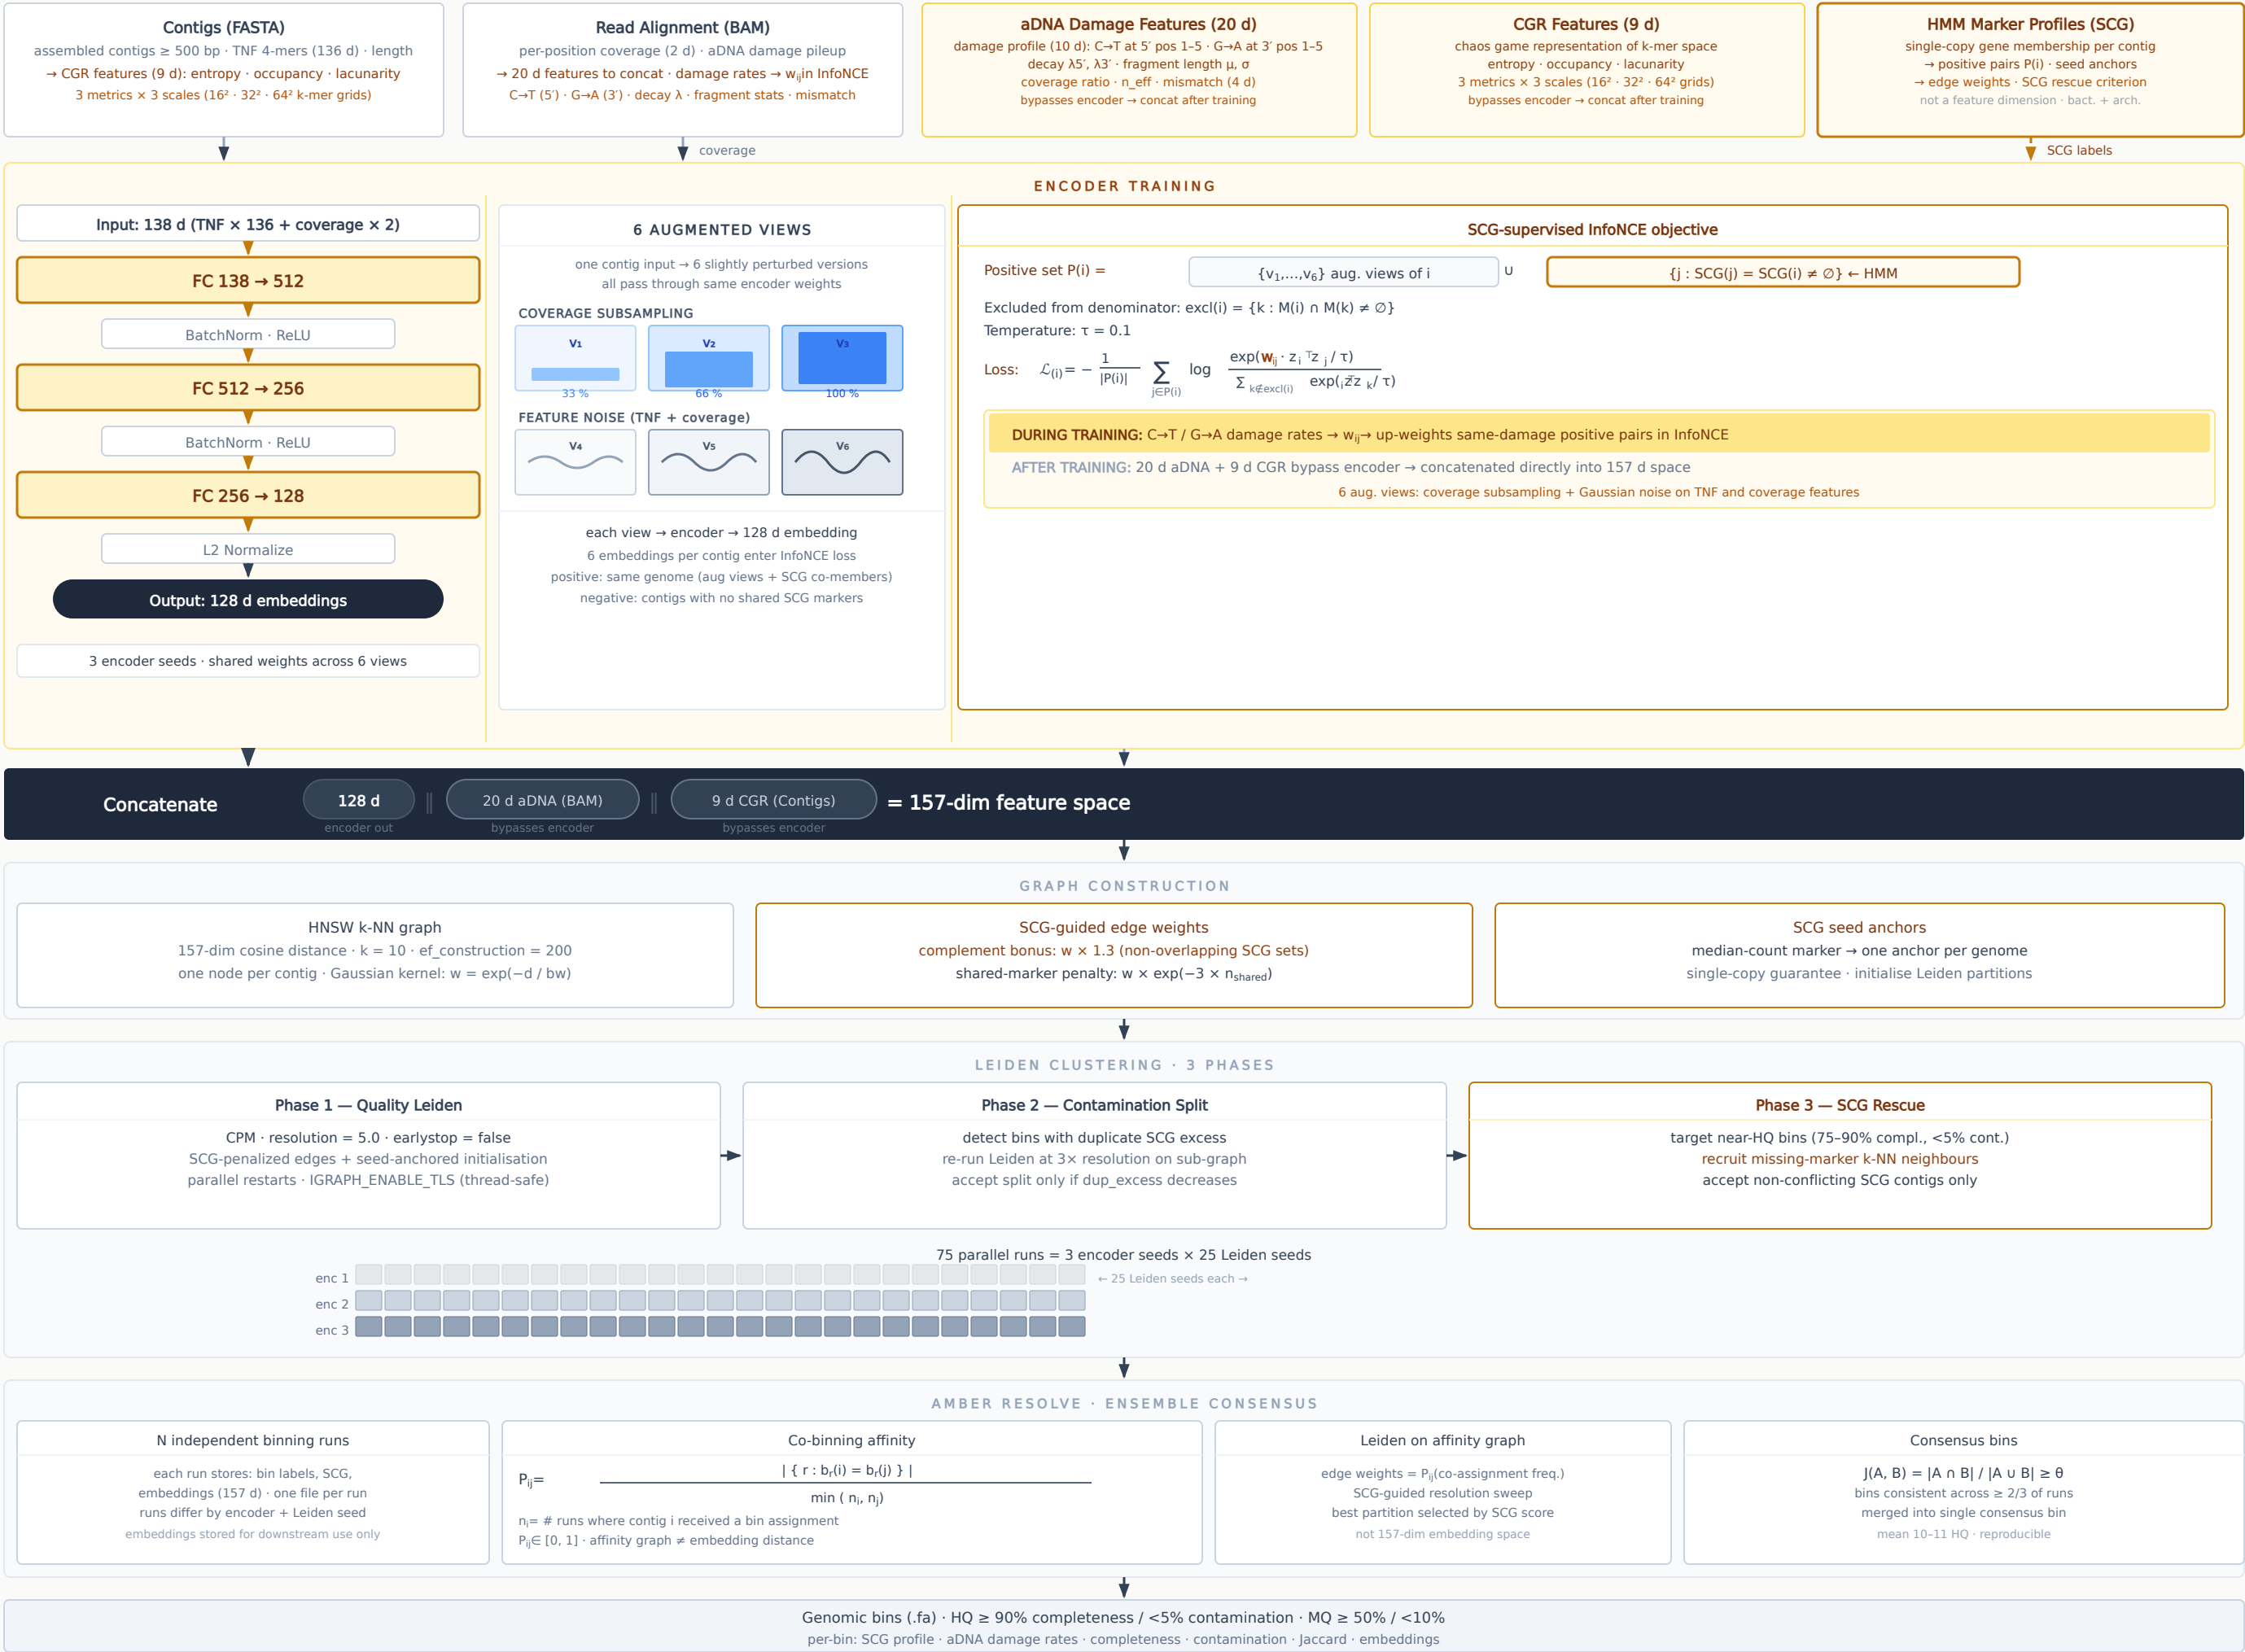 Contigs (FASTA)
assembled contigs ≥ 500 bp · TNF 4-mers (136 d) · length
→ CGR features (9 d): entropy · occupancy · lacunarity
3 metrics × 3 scales (16² · 32² · 64² k-mer grids)
Read Alignment (BAM)
per-position coverage (2 d) · aDNA damage pileup
→ 20 d features to concat · damage rates → wᵢⱼin InfoNCE
C→T (5′) · G→A (3′) · decay λ · fragment stats · mismatch
aDNA Damage Features (20 d)
damage profile (10 d): C→T at 5′ pos 1–5 · G→A at 3′ pos 1–5
decay λ5′, λ3′ · fragment length μ, σ
coverage ratio · n_eff · mismatch (4 d)
bypasses encoder → concat after training
CGR Features (9 d)
chaos game representation of k-mer space
entropy · occupancy · lacunarity
3 metrics × 3 scales (16² · 32² · 64² grids)
bypasses encoder → concat after training
HMM Marker Profiles (SCG)
single-copy gene membership per contig
→ positive pairs P(i) · seed anchors
→ edge weights · SCG rescue criterion
not a feature dimension · bact. + arch.
coverage
SCG labels
ENCODER TRAINING
Input: 138 d (TNF × 136 + coverage × 2)
FC 138 → 512
BatchNorm · ReLU
FC 512 → 256
BatchNorm · ReLU
FC 256 → 128
L2 Normalize
Output: 128 d embeddings
3 encoder seeds · shared weights across 6 views
6 AUGMENTED VIEWS
one contig input → 6 slightly perturbed versions
all pass through same encoder weights
COVERAGE SUBSAMPLING
V₁ V₂ V₃
33 % 66 % 100 %
FEATURE NOISE (TNF + coverage)
V₄ V₅ V₆
each view → encoder → 128 d embedding
6 embeddings per contig enter InfoNCE loss
positive: same genome (aug views + SCG co-members)
negative: contigs with no shared SCG markers
SCG-supervised InfoNCE objective
Positive set P(i) = {v₁,…,v₆} aug. views of i ∪ {j : SCG(j) = SCG(i) ≠ ∅} ← HMM
Excluded from denominator: excl(i) = {k : M(i) ∩ M(k) ≠ ∅}
Temperature: τ = 0.1
Loss: ℒ(i)= − 1 / |P(i)| ∑ j∈P(i) log exp(wᵢⱼ · zᵢ ᵀzⱼ / τ)
∑ k∉excl(i) exp(ᵢzᵀz ₖ/ τ)
DURING TRAINING: C→T / G→A damage rates → wᵢⱼ→ up-weights same-damage positive pairs in InfoNCE
AFTER TRAINING: 20 d aDNA + 9 d CGR bypass encoder → concatenated directly into 157 d space
6 aug. views: coverage subsampling + Gaussian noise on TNF and coverage features
Concatenate 128 d ‖ 20 d aDNA (BAM) ‖ 9 d CGR (Contigs) = 157-dim feature space
encoder out bypasses encoder bypasses encoder
GRAPH CONSTRUCTION
HNSW k-NN graph
157-dim cosine distance · k = 10 · ef_construction = 200
one node per contig · Gaussian kernel: w = exp(−d / bw)
SCG-guided edge weights
complement bonus: w × 1.3 (non-overlapping SCG sets)
shared-marker penalty: w × exp(−3 × n_shared)
SCG seed anchors
median-count marker → one anchor per genome
single-copy guarantee · initialise Leiden partitions
LEIDEN CLUSTERING · 3 PHASES
Phase 1 — Quality Leiden
CPM · resolution = 5.0 · earlystop = false
SCG-penalized edges + seed-anchored initialisation
parallel restarts · IGRAPH_ENABLE_TLS (thread-safe)
Phase 2 — Contamination Split
detect bins with duplicate SCG excess
re-run Leiden at 3× resolution on sub-graph
accept split only if dup_excess decreases
Phase 3 — SCG Rescue
target near-HQ bins (75–90% compl., <5% cont.)
recruit missing-marker k-NN neighbours
accept non-conflicting SCG contigs only
75 parallel runs = 3 encoder seeds × 25 Leiden seeds
enc 1 ← 25 Leiden seeds each →
enc 2
enc 3
AMBER RESOLVE · ENSEMBLE CONSENSUS
N independent binning runs
each run stores: bin labels, SCG,
embeddings (157 d) · one file per run
runs differ by encoder + Leiden seed
embeddings stored for downstream use only
Co-binning affinity
Pᵢⱼ= | { r : bᵣ(i) = bᵣ(j) } |
min ( nᵢ, nⱼ)
nᵢ= # runs where contig i received a bin assignment
Pᵢⱼ∈ [0, 1] · affinity graph ≠ embedding distance
Leiden on affinity graph
edge weights = Pᵢⱼ(co-assignment freq.)
SCG-guided resolution sweep
best partition selected by SCG score
not 157-dim embedding space
Consensus bins
J(A, B) = |A ∩ B| / |A ∪ B| ≥ θ
bins consistent across ≥ 2/3 of runs
merged into single consensus bin
mean 10–11 HQ · reproducible
Genomic bins (.fa) · HQ ≥ 90% completeness / <5% contamination · MQ ≥ 50% / <10%
per-bin: SCG profile · aDNA damage rates · completeness · contamination · Jaccard · embeddings